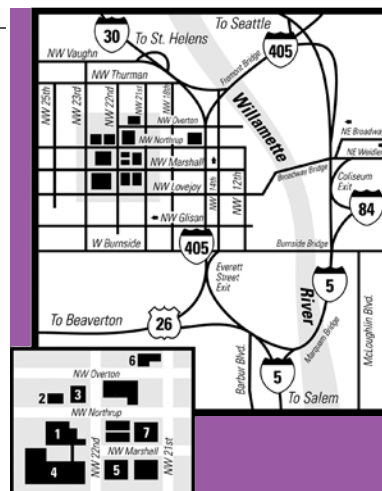 To Seattle
30
To St. Helens
405
NW Vaughn
NW Thurman
Fremont Bridge
NW 25th
NW 23rd
NW 22nd
NW 21st
NW 18th
Willamette
NW Overton
NW Northrup
NE Broadway
NE Weidler
NW Marshall
Broadway Bridge
Coliseum
Exit
NW Lovejoy
NW 14th
NW 12th
84
NW Glisan
W Burnside
405
Burnside Bridge
Everett
Street
Exit
5
River
To Beaverton
26
Marquam Bridge
McLoughlin Blvd.
Barbur Blvd.
5
To Salem
6
NW Overton
2
3
NW Northrup
1
7
NW 22nd
NW Marshall
NW 21st
4
5